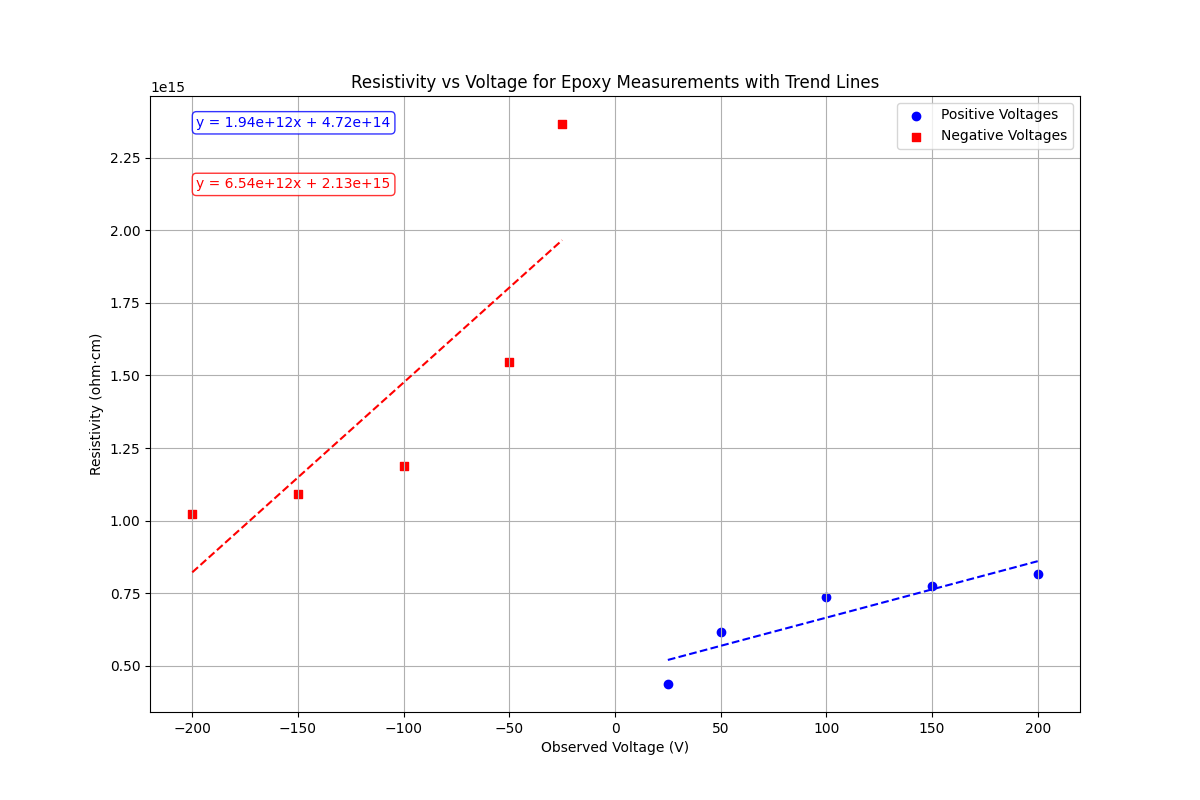 Resistivity vs Voltage for Epoxy Measurements with Trend Lines
1e15
y = 1.94e+12x + 4.72e+14
y = 6.54e+12x + 2.13e+15
Positive Voltages
Negative Voltages
2.25
2.00
1.75
1.50
1.25
1.00
0.75
0.50
Resistivity (ohm·cm)
−200 −150 −100 −50 0 50 100 150 200
Observed Voltage (V)